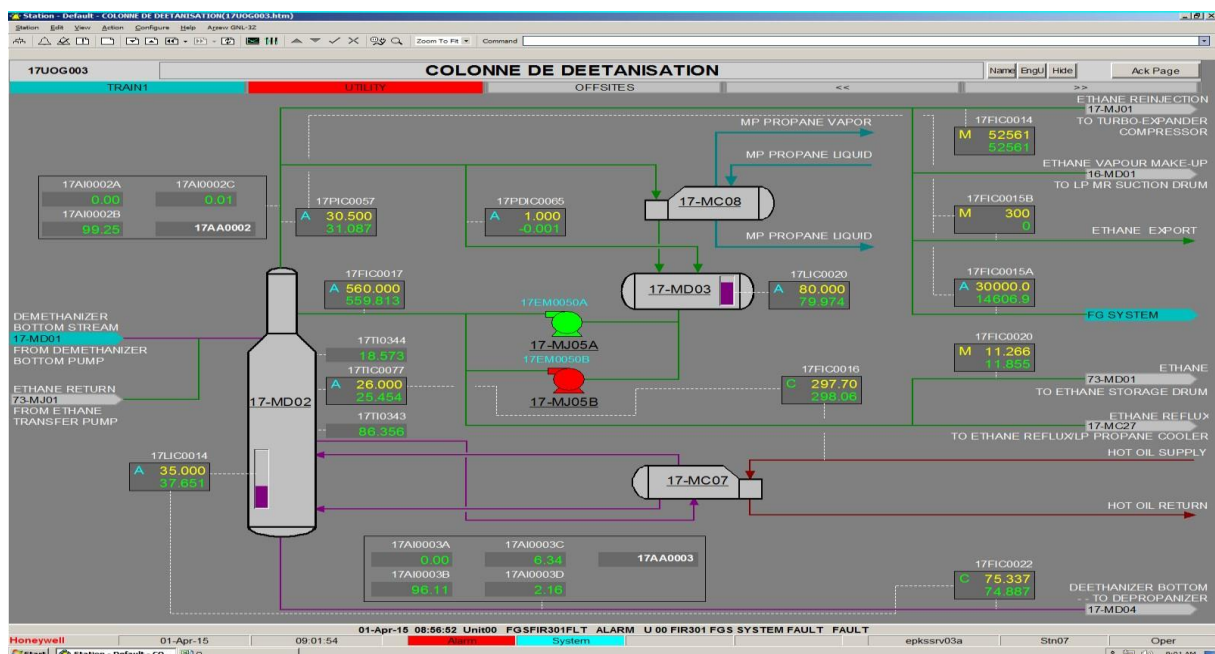 Station - Default - COLONNE DE DEETANISATION(17UOG003.htm)
Station Edit View Action Configure Help Arrew GNL-3Z
Zoom To Fit Command
17UOG003 COLONNE DE DEETANISATION Name EngU Hide Ack Page
TRAIN1 UTILITY OFFSITES << >>
ETHANE REINJECTION
17-MJ01
TO TURBO-EXPANDER
COMPRESSOR
17FIC0014
M 52561
52561
MP PROPANE VAPOR
MP PROPANE LIQUID
17-MC08
MP PROPANE LIQUID
ETHANE VAPOUR MAKE-UP
16-MD01
TO LP MR SUCTION DRUM
17FIC0015B
M 300
0
ETHANE EXPORT
17AI0002A 17AI0002C
0.00 0.01
17AI0002B
99.25 17AA0002
17PIC0057
A 30.500
31.087
17PDIC0065
A 1.000
-0.001
17FIC0017
A 560.000
559.813
17-MD03
17LIC0020
A 80.000
79.974
17FIC0015A
A 30000.0
14606.9
FG SYSTEM
17EM0050A
17-MJ05A
17EM0050B
17-MJ05B
DEMETHANIZER
BOTTOM STREAM
17-MD01
FROM DEMETHANIZER
BOTTOM PUMP
ETHANE RETURN
73-MJ01
FROM ETHANE
TRANSFER PUMP
17TI0344
18.573
17TIC0077
A 26.000
25.454
17TI0343
86.356
17-MD02
17FIC0016
C 297.70
298.06
17FIC0020
M 11.266
11.855
ETHANE
73-MD01
TO ETHANE STORAGE DRUM
ETHANE REFLUX
17-MC27
TO ETHANE REFLUX/LP PROPANE COOLER
HOT OIL SUPPLY
17LIC0014
A 35.000
37.651
17-MC07
HOT OIL RETURN
17AI0003A 17AI0003C
0.00 6.34 17AA0003
17AI0003B 17AI0003D
96.11 2.16
17FIC0022
C 75.337
74.887
DEETHANIZER BOTTOM
- - TO DEPROPANIZER
17-MD04
01-Apr-15 08:56:52 Unit00 FGSFIR301FLT ALARM U 00 FIR301 FGS SYSTEM FAULT FAULT
Honeywell 01-Apr-15 09:01:54 Alarm System epkssrv03a Stn07 Oper
Start Station - Default - CO...